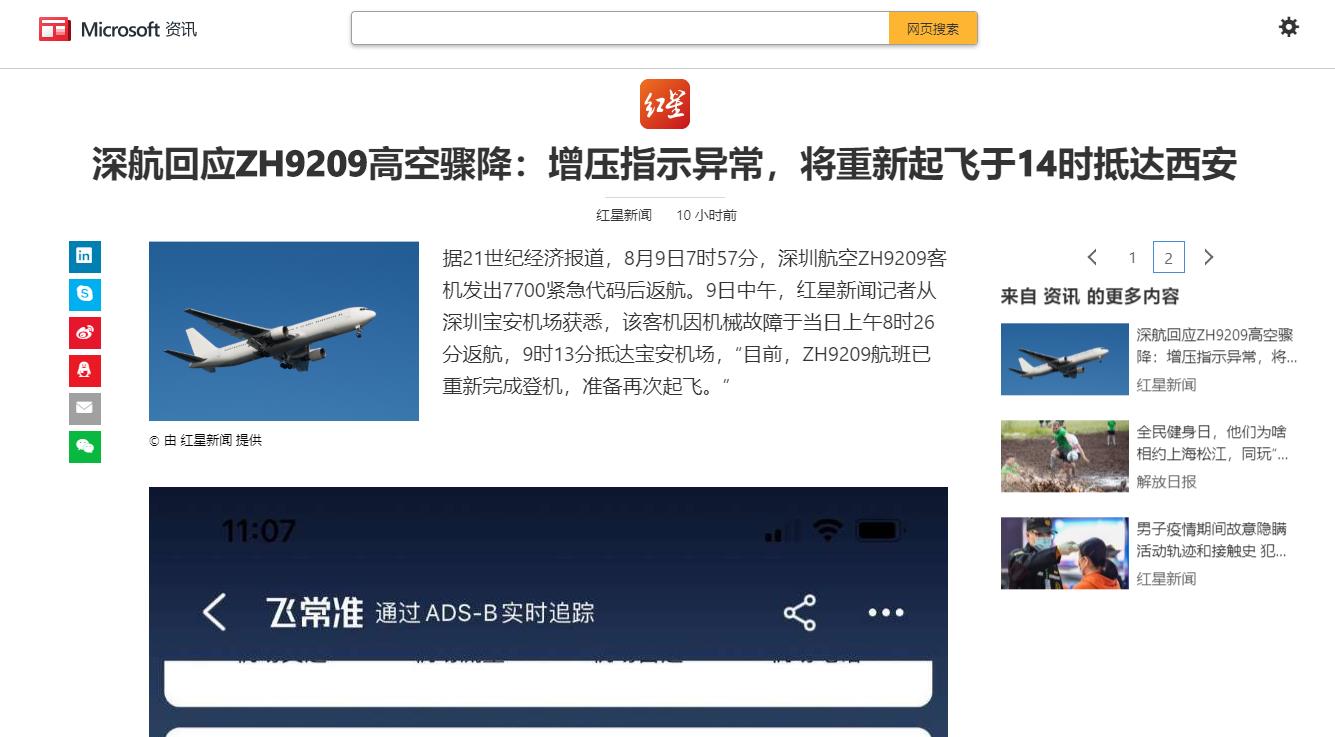 Microsoft 资讯
网页搜索
红星
深航回应ZH9209高空骤降：增压指示异常，将重新起飞于14时抵达西安
红星新闻 10 小时前
据21世纪经济报道，8月9日7时57分，深圳航空ZH9209客
机发出7700紧急代码后返航。9日中午，红星新闻记者从
深圳宝安机场获悉，该客机因机械故障于当日上午8时26
分返航，9时13分抵达宝安机场，“目前，ZH9209航班已
重新完成登机，准备再次起飞。“
© 由 红星新闻 提供
11:07
飞常准 通过ADS-B实时追踪
1 2
来自 资讯 的更多内容
深航回应ZH9209高空骤
降：增压指示异常，将...
红星新闻
全民健身日，他们为啥
相约上海松江，同玩“...
解放日报
男子疫情期间故意隐瞒
活动轨迹和接触史 犯...
红星新闻